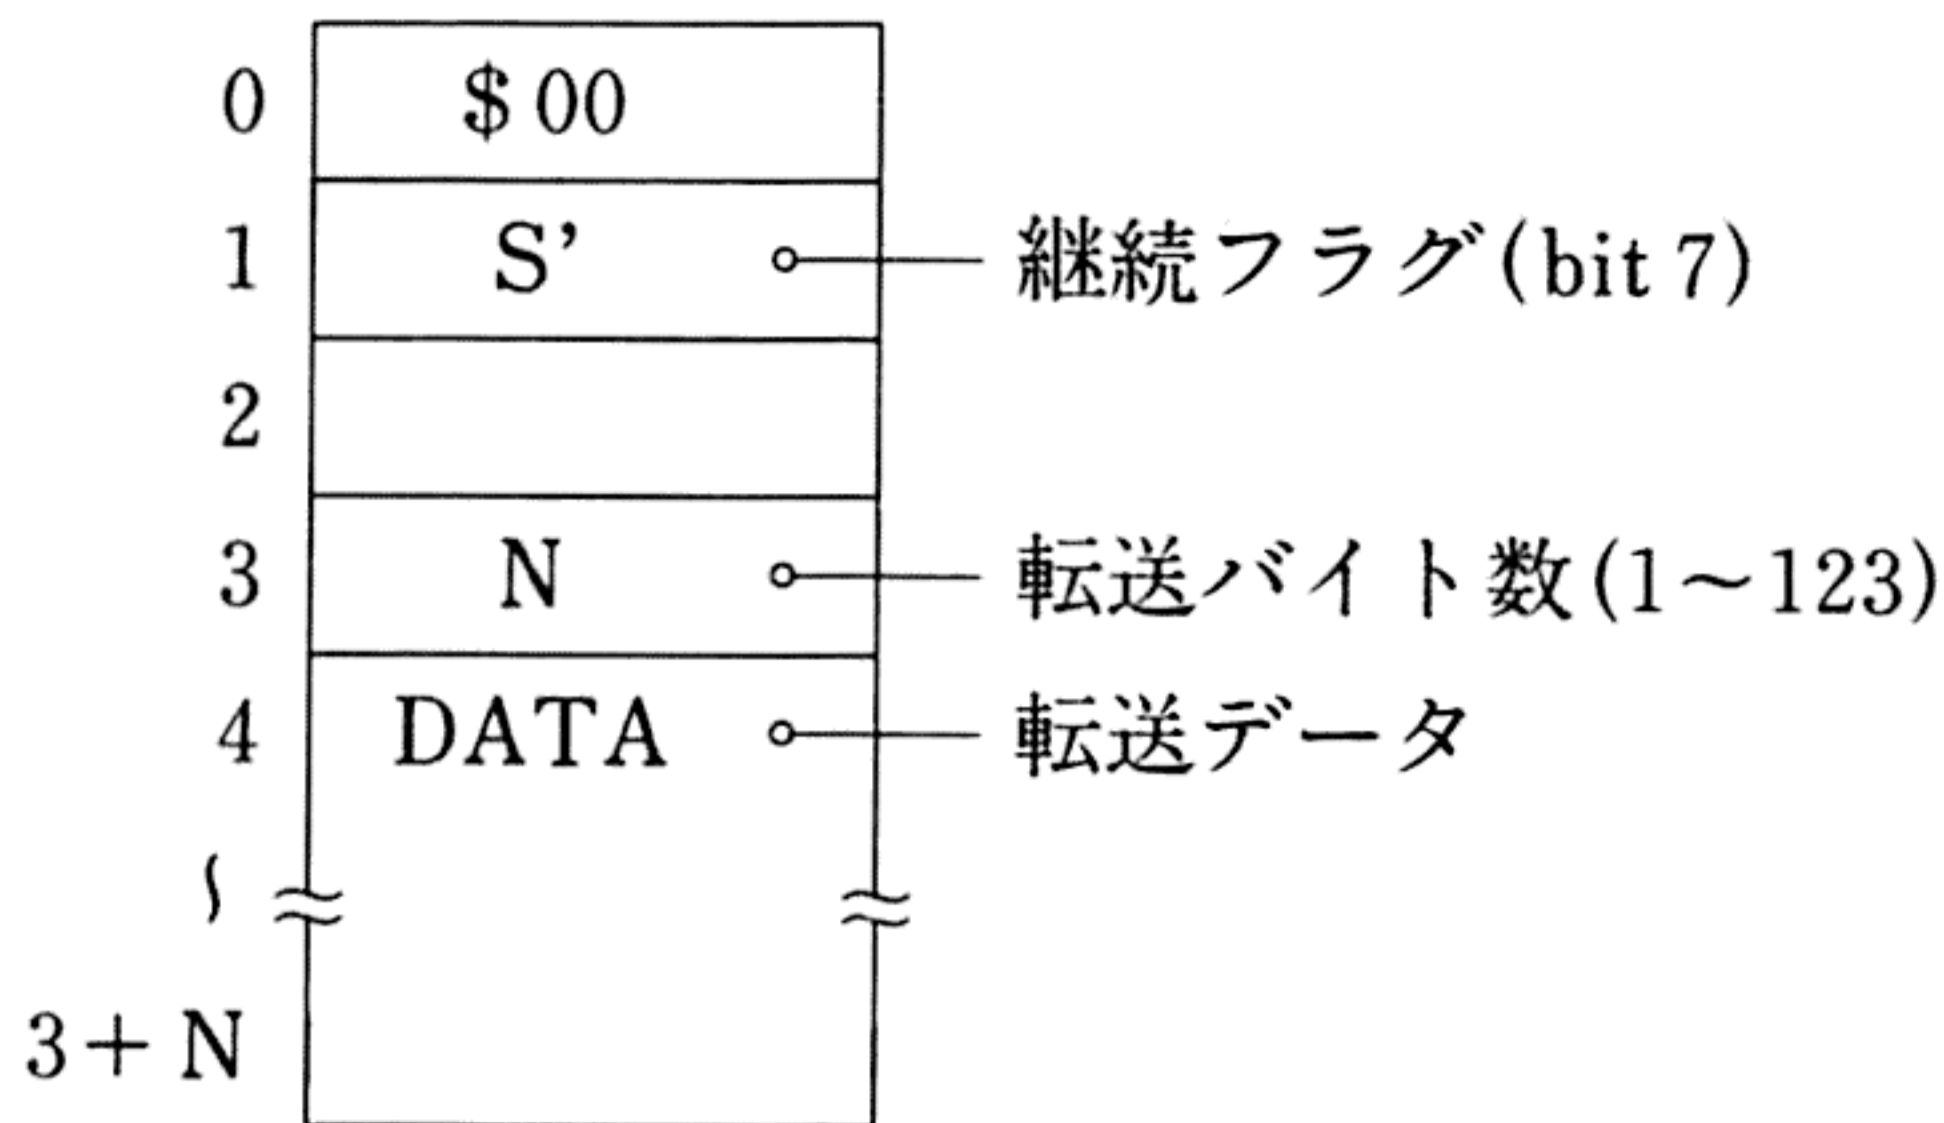 0 $00
1 S’ 継続フラグ(bit 7)
2
3 N 転送バイト数(1～123)
4 DATA 転送データ
～
3+N